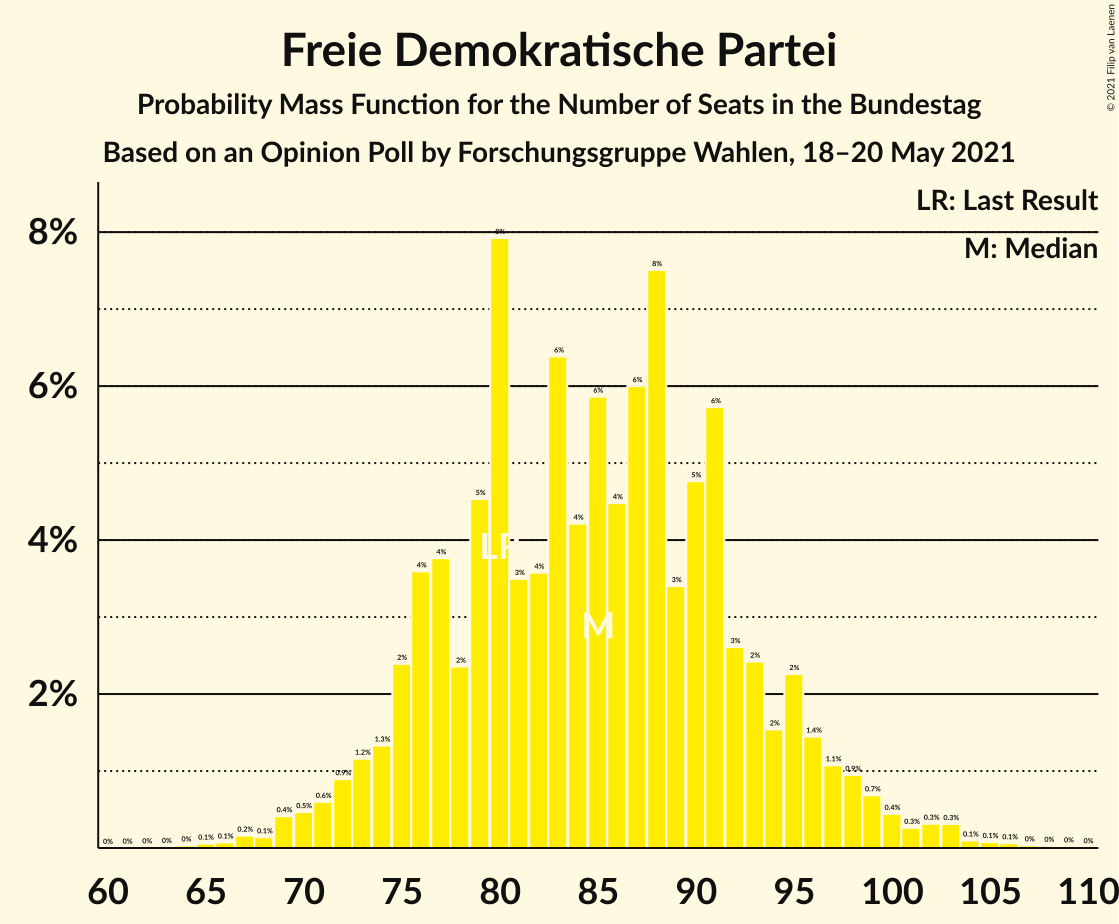 Freie Demokratische Partei
Probability Mass Function for the Number of Seats in the Bundestag
Based on an Opinion Poll by Forschungsgruppe Wahlen, 18–20 May 2021
© 2021 Filip van Laenen
LR: Last Result
M: Median
8%
6%
4%
2%
0% 0% 0% 0% 0% 0.1% 0.1% 0.2% 0.1% 0.4% 0.5% 0.6% 0.9% 1.2% 1.3% 2% 4% 4% 2% 5% 8% 3% 4% 6% 4% 6% 4% 6% 8% 3% 5% 6% 3% 2% 2% 2% 1.4% 1.1% 0.9% 0.7% 0.4% 0.3% 0.3% 0.3% 0.1% 0.1% 0.1% 0% 0% 0% 0%
LR
M
60 65 70 75 80 85 90 95 100 105 110